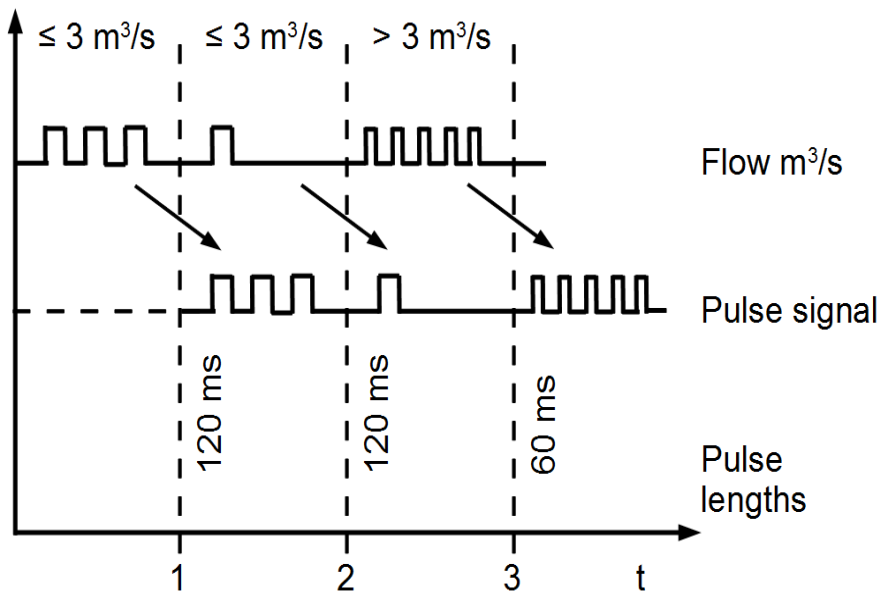 ≤ 3 m³/s ≤ 3 m³/s > 3 m³/s
Flow m³/s
Pulse signal
120 ms
120 ms
60 ms
Pulse
lengths
1 2 3 t